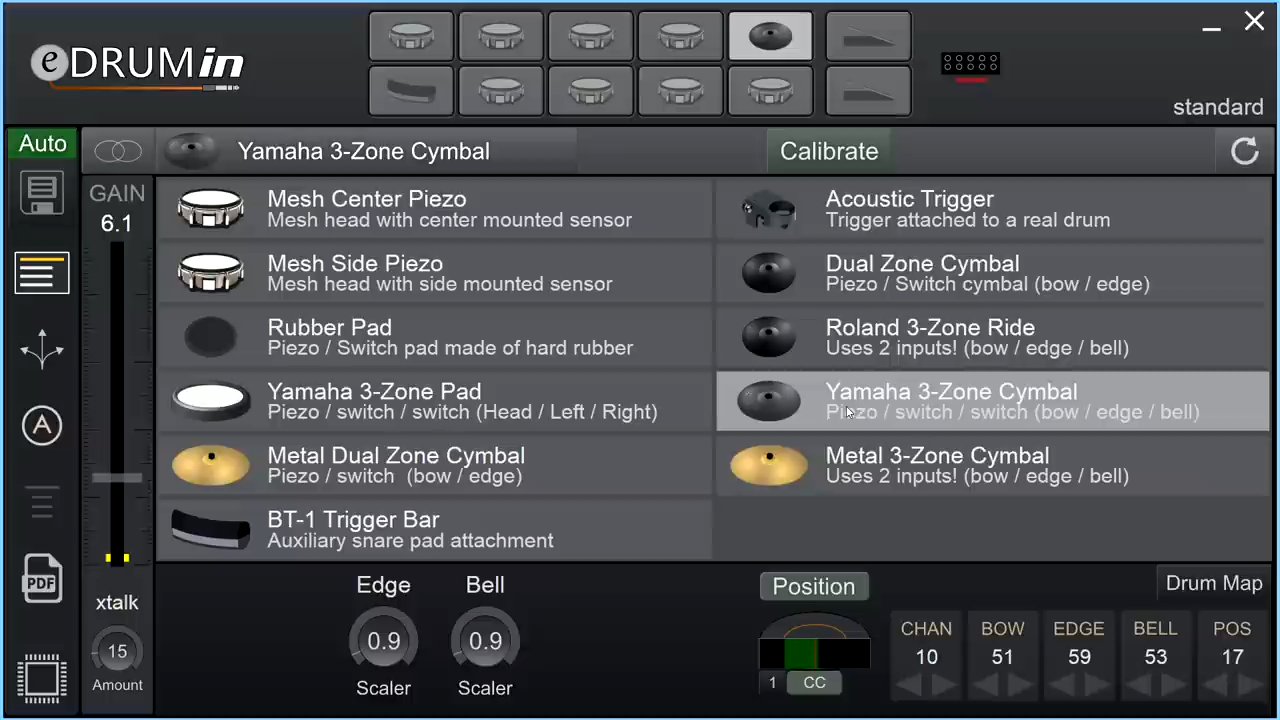 eDRUMin
standard
Auto
Yamaha 3-Zone Cymbal
Calibrate
GAIN
6.1
Mesh Center Piezo
Mesh head with center mounted sensor
Acoustic Trigger
Trigger attached to a real drum
Mesh Side Piezo
Mesh head with side mounted sensor
Dual Zone Cymbal
Piezo / Switch cymbal (bow / edge)
Rubber Pad
Piezo / Switch pad made of hard rubber
Roland 3-Zone Ride
Uses 2 inputs! (bow / edge / bell)
Yamaha 3-Zone Pad
Piezo / switch / switch (Head / Left / Right)
Yamaha 3-Zone Cymbal
Piezo / switch / switch (bow / edge / bell)
Metal Dual Zone Cymbal
Piezo / switch (bow / edge)
Metal 3-Zone Cymbal
Uses 2 inputs! (bow / edge / bell)
BT-1 Trigger Bar
Auxiliary snare pad attachment
A
PDF
xtalk
15
Amount
Edge
0.9
Scaler
Bell
0.9
Scaler
Position
1 CC
Drum Map
CHAN BOW EDGE BELL POS
10 51 59 53 17